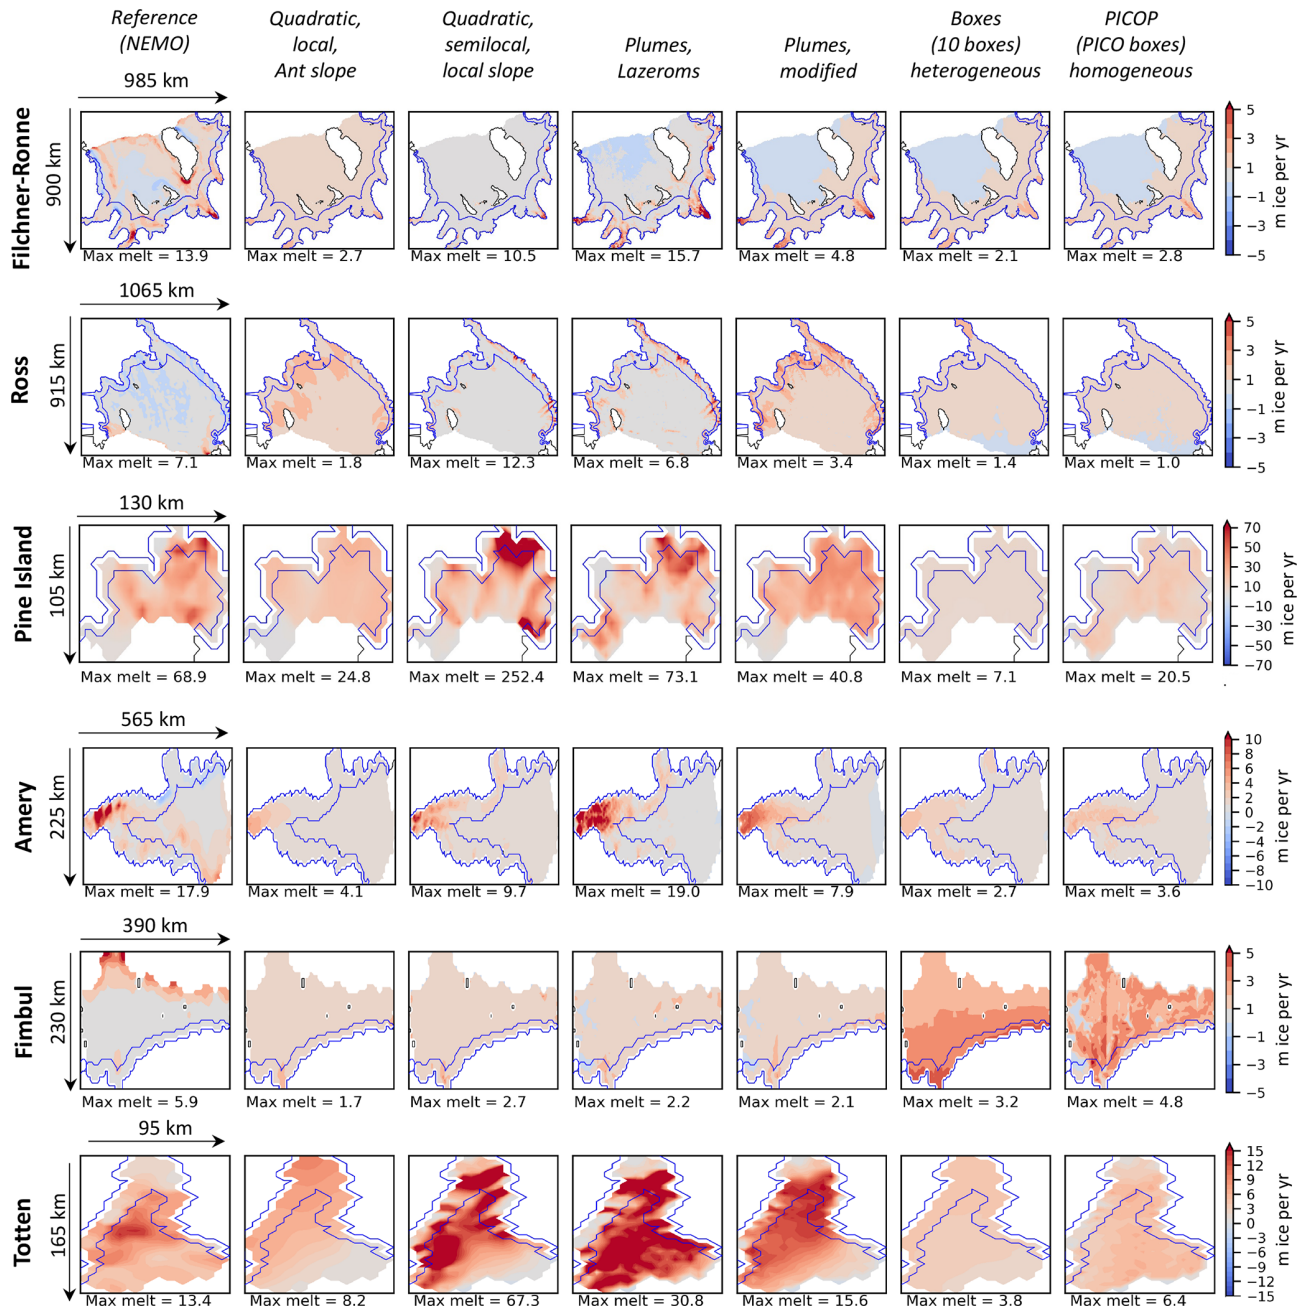 Reference
(NEMO)
Quadratic,
local,
Ant slope
Quadratic,
semilocal,
local slope
Plumes,
Lazeroms
Plumes,
modified
Boxes
(10 boxes)
heterogeneous
PICOP
(PICO boxes)
homogeneous
Filchner-Ronne
985 km
900 km
Max melt = 13.9
Max melt = 2.7
Max melt = 10.5
Max melt = 15.7
Max melt = 4.8
Max melt = 2.1
Max melt = 2.8
5
3
1
−1
−3
−5
m ice per yr
Ross
1065 km
915 km
Max melt = 7.1
Max melt = 1.8
Max melt = 12.3
Max melt = 6.8
Max melt = 3.4
Max melt = 1.4
Max melt = 1.0
5
3
1
−1
−3
−5
m ice per yr
Pine Island
130 km
105 km
Max melt = 68.9
Max melt = 24.8
Max melt = 252.4
Max melt = 73.1
Max melt = 40.8
Max melt = 7.1
Max melt = 20.5
70
50
30
10
−10
−30
−50
−70
m ice per yr
Amery
565 km
225 km
Max melt = 17.9
Max melt = 4.1
Max melt = 9.7
Max melt = 19.0
Max melt = 7.9
Max melt = 2.7
Max melt = 3.6
10
8
6
4
2
0
−2
−4
−6
−8
−10
m ice per yr
Fimbul
390 km
230 km
Max melt = 5.9
Max melt = 1.7
Max melt = 2.7
Max melt = 2.2
Max melt = 2.1
Max melt = 3.2
Max melt = 4.8
5
3
1
−1
−3
−5
m ice per yr
Totten
95 km
165 km
Max melt = 13.4
Max melt = 8.2
Max melt = 67.3
Max melt = 30.8
Max melt = 15.6
Max melt = 3.8
Max melt = 6.4
15
12
9
6
3
0
−3
−6
−9
−12
−15
m ice per yr